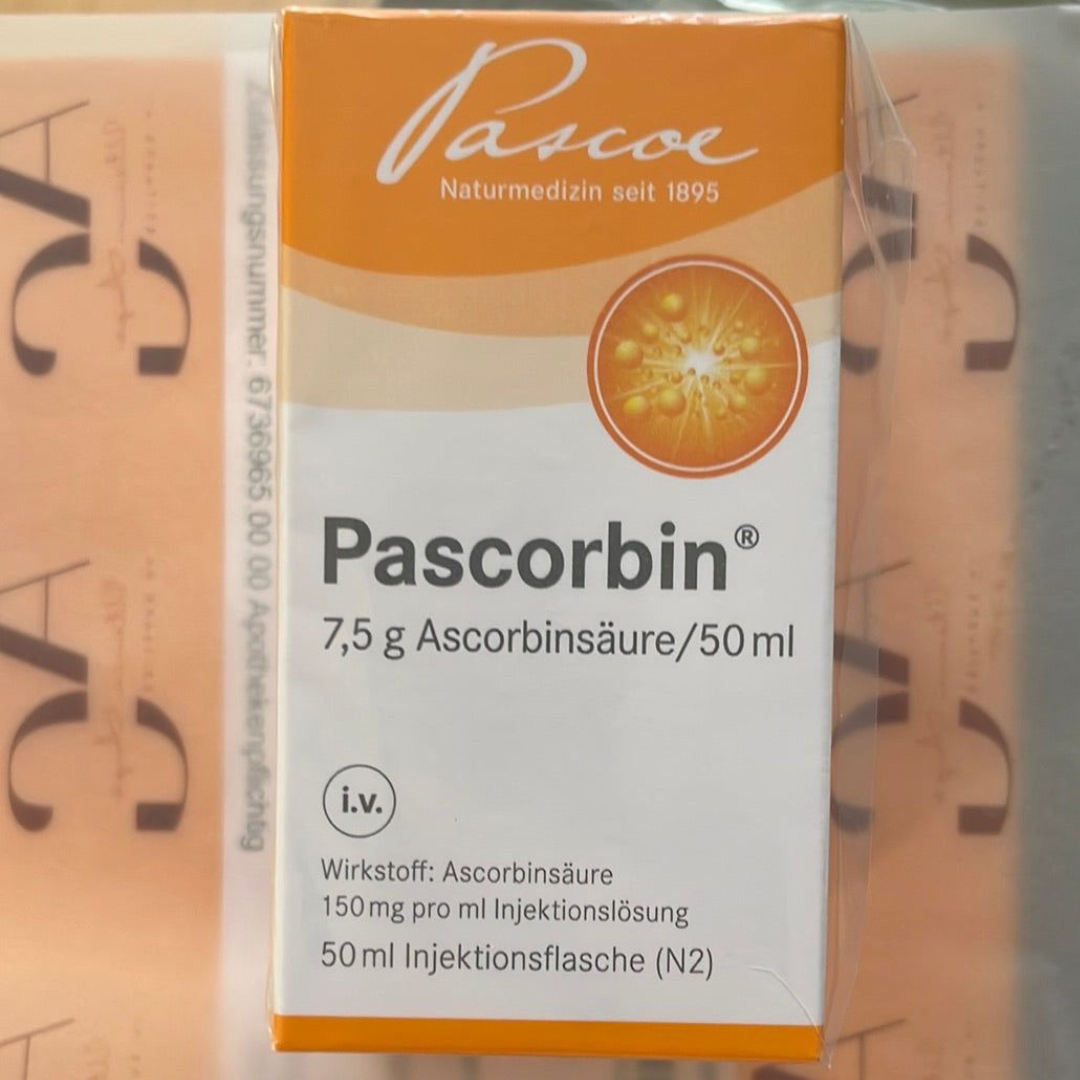 Pascoe
Naturmedizin seit 1895
Pascorbin®
7,5 g Ascorbinsäure/50 ml
i.v.
Wirkstoff: Ascorbinsäure
150 mg pro ml Injektionslösung
50 ml Injektionsflasche (N2)
Zulassungsnummer: 6736965 00 00 Apothekenpflichtig